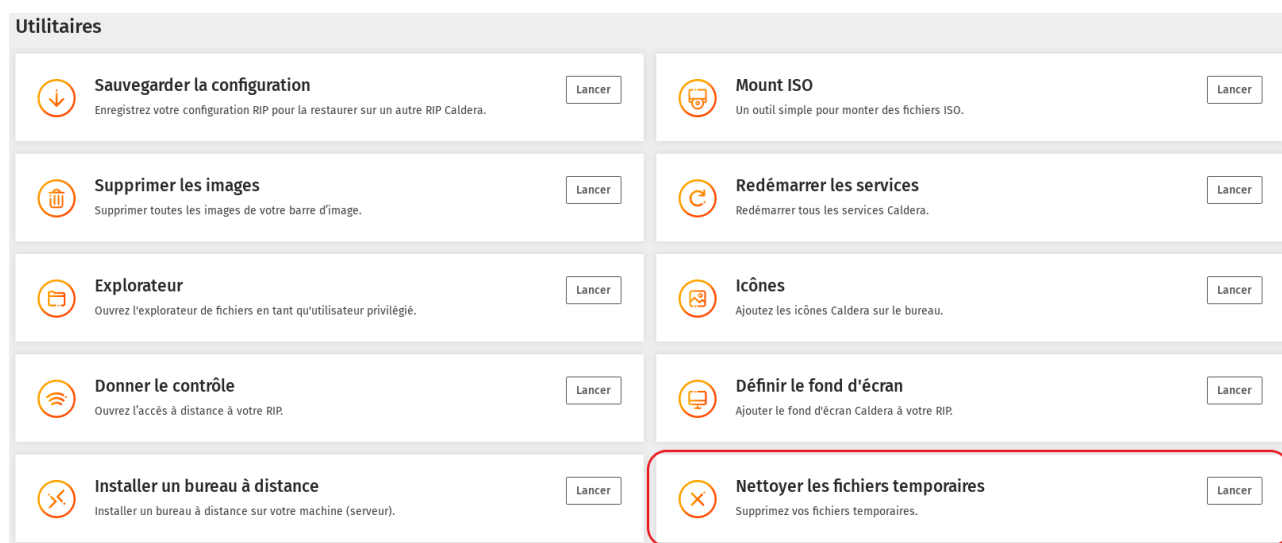 Utilitaires
Sauvegarder la configuration
Enregistrez votre configuration RIP pour la restaurer sur un autre RIP Caldera.
Lancer
Mount ISO
Un outil simple pour monter des fichiers ISO.
Lancer
Supprimer les images
Supprimer toutes les images de votre barre d’image.
Lancer
Redémarrer les services
Redémarrer tous les services Caldera.
Lancer
Explorateur
Ouvrez l'explorateur de fichiers en tant qu'utilisateur privilégié.
Lancer
Icônes
Ajoutez les icônes Caldera sur le bureau.
Lancer
Donner le contrôle
Ouvrez l’accès à distance à votre RIP.
Lancer
Définir le fond d'écran
Ajouter le fond d'écran Caldera à votre RIP.
Lancer
Installer un bureau à distance
Installer un bureau à distance sur votre machine (serveur).
Lancer
Nettoyer les fichiers temporaires
Supprimez vos fichiers temporaires.
Lancer